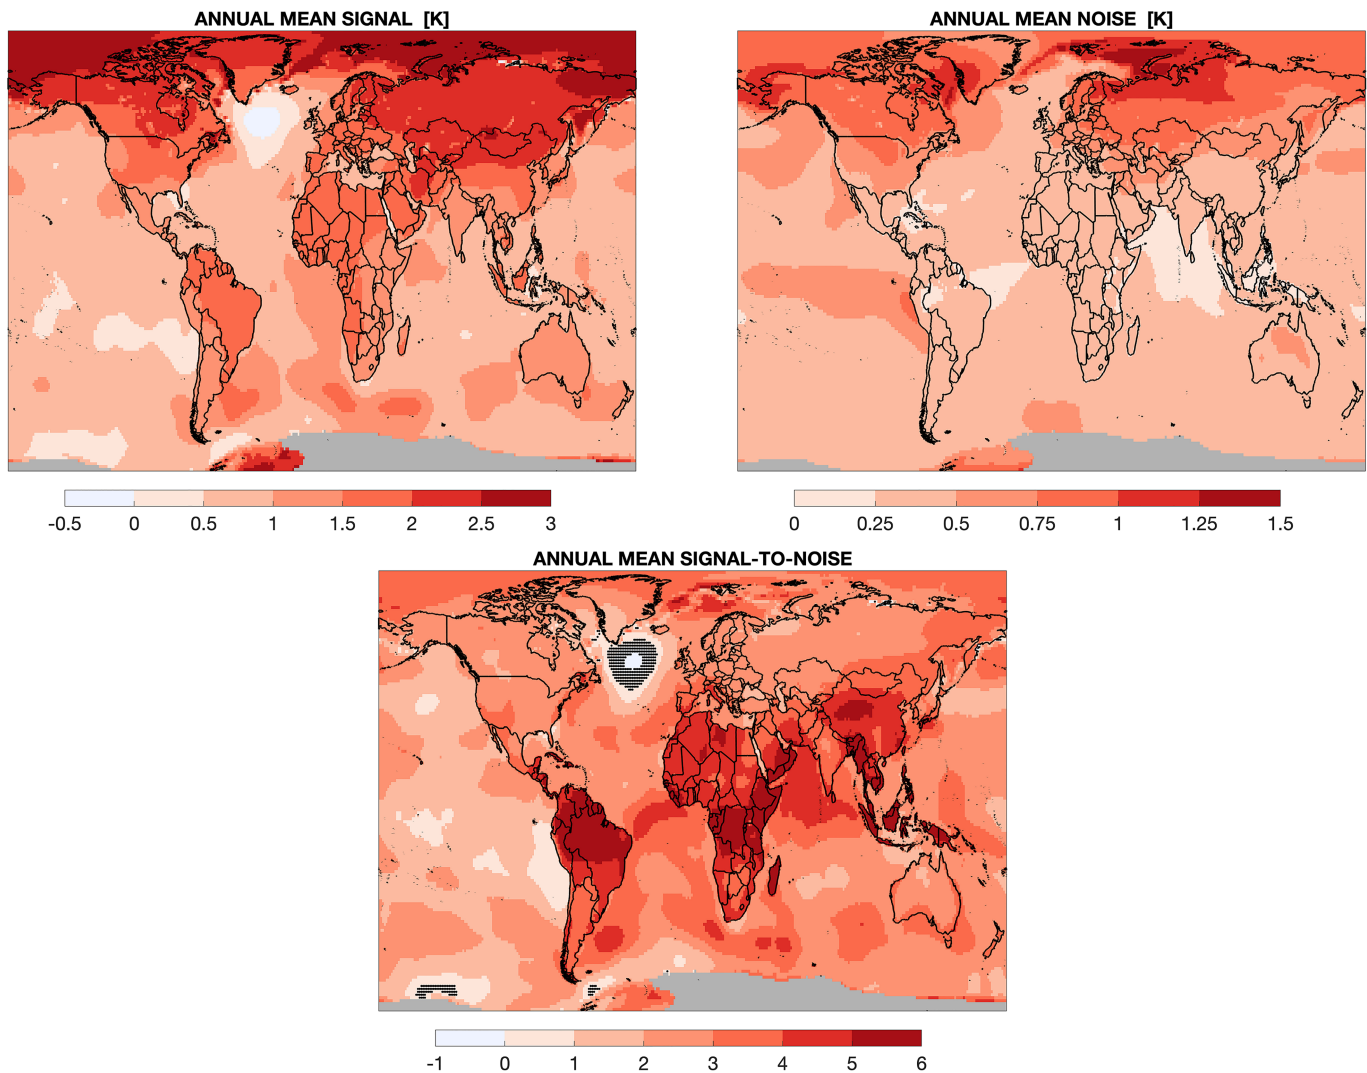 ANNUAL MEAN SIGNAL [K]
ANNUAL MEAN NOISE [K]
-0.5 0 0.5 1 1.5 2 2.5 3
0 0.25 0.5 0.75 1 1.25 1.5
ANNUAL MEAN SIGNAL-TO-NOISE
-1 0 1 2 3 4 5 6